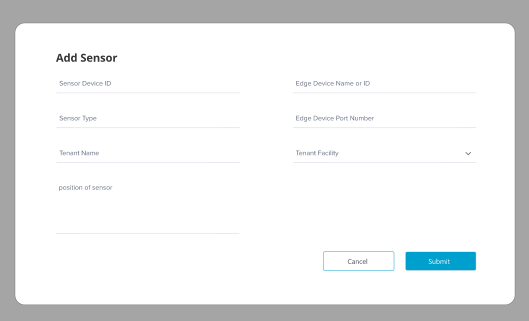 Add Sensor
Sensor Device ID
Edge Device Name or ID
Sensor Type
Edge Device Port Number
Tenant Name
Tenant Facility
position of sensor
Cancel
Submit